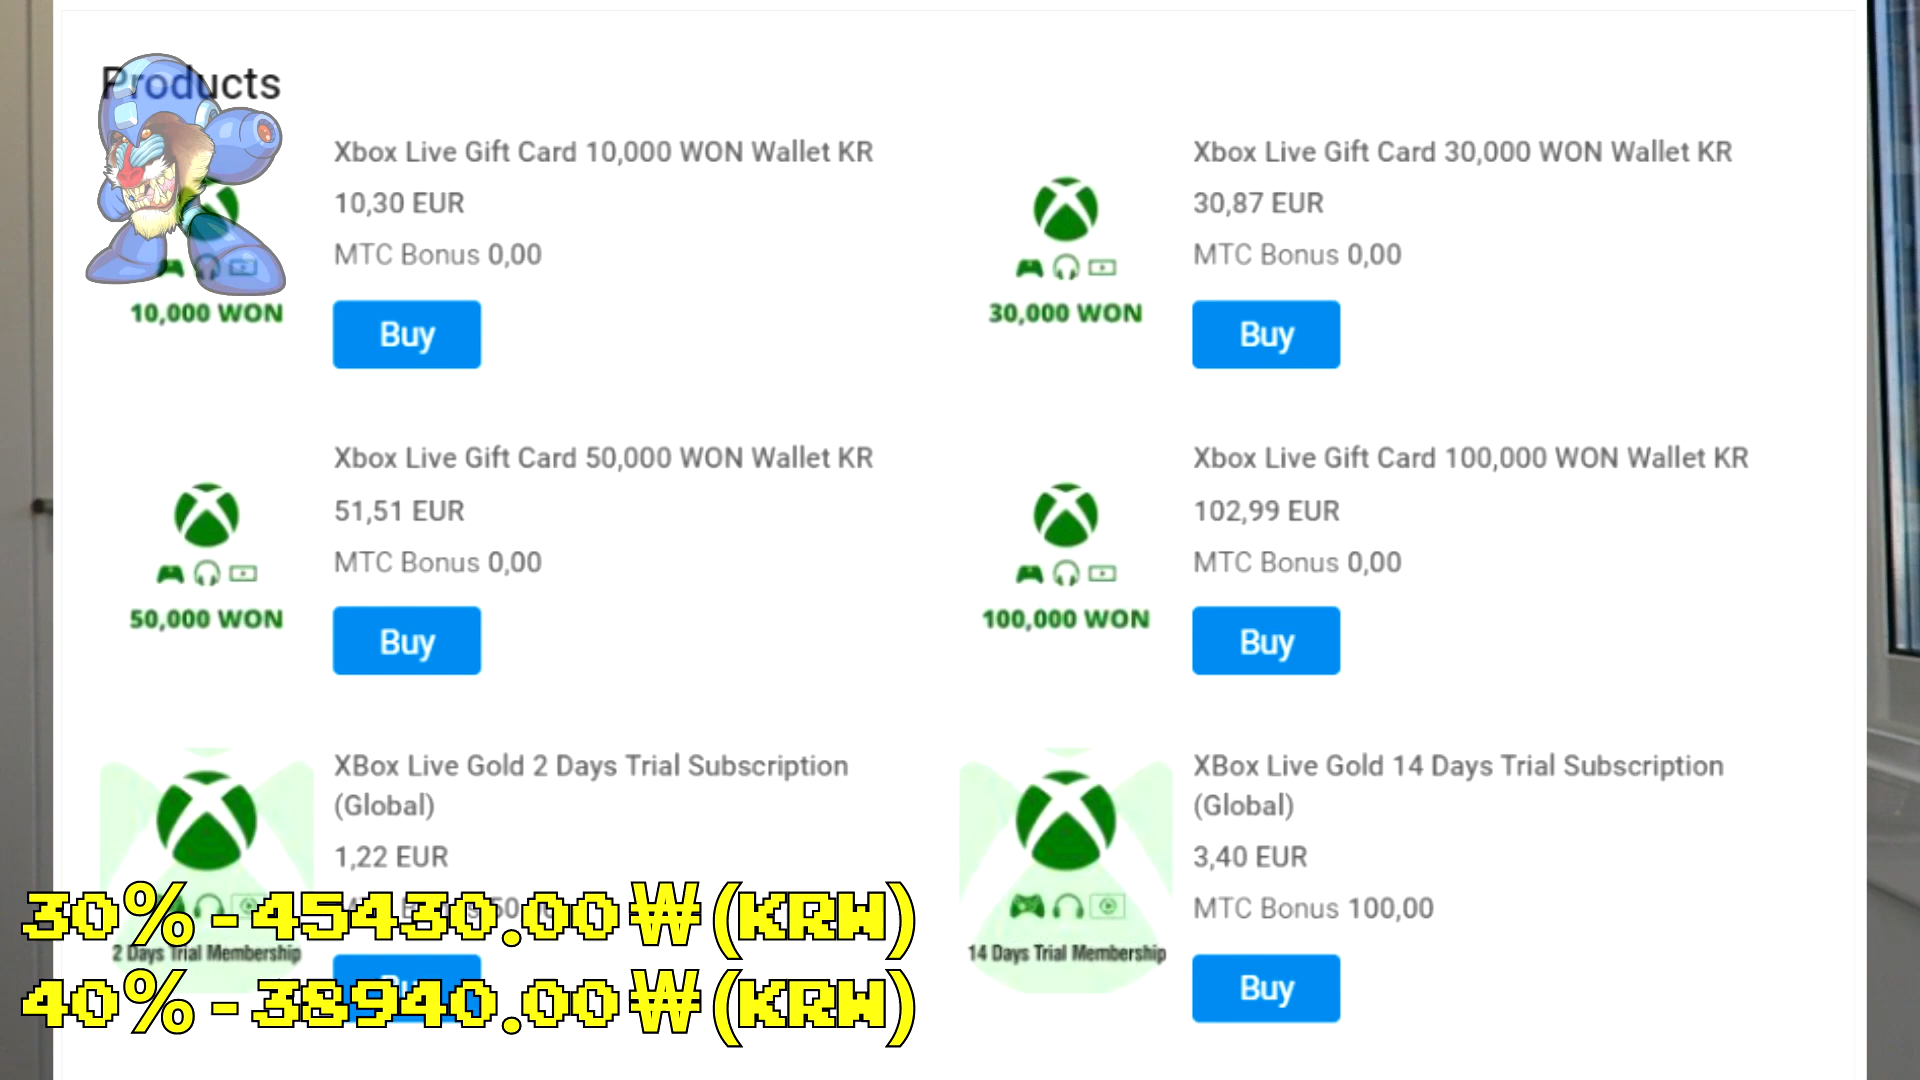 Products
Xbox Live Gift Card 10,000 WON Wallet KR
10,30 EUR
MTC Bonus 0,00
10,000 WON
Buy
Xbox Live Gift Card 30,000 WON Wallet KR
30,87 EUR
MTC Bonus 0,00
30,000 WON
Buy
Xbox Live Gift Card 50,000 WON Wallet KR
51,51 EUR
MTC Bonus 0,00
50,000 WON
Buy
Xbox Live Gift Card 100,000 WON Wallet KR
102,99 EUR
MTC Bonus 0,00
100,000 WON
Buy
XBox Live Gold 2 Days Trial Subscription
(Global)
1,22 EUR
2 Days Trial Membership
XBox Live Gold 14 Days Trial Subscription
(Global)
3,40 EUR
MTC Bonus 100,00
14 Days Trial Membership
Buy
30%-45430.00₩(KRW)
40%-38940.00₩(KRW)